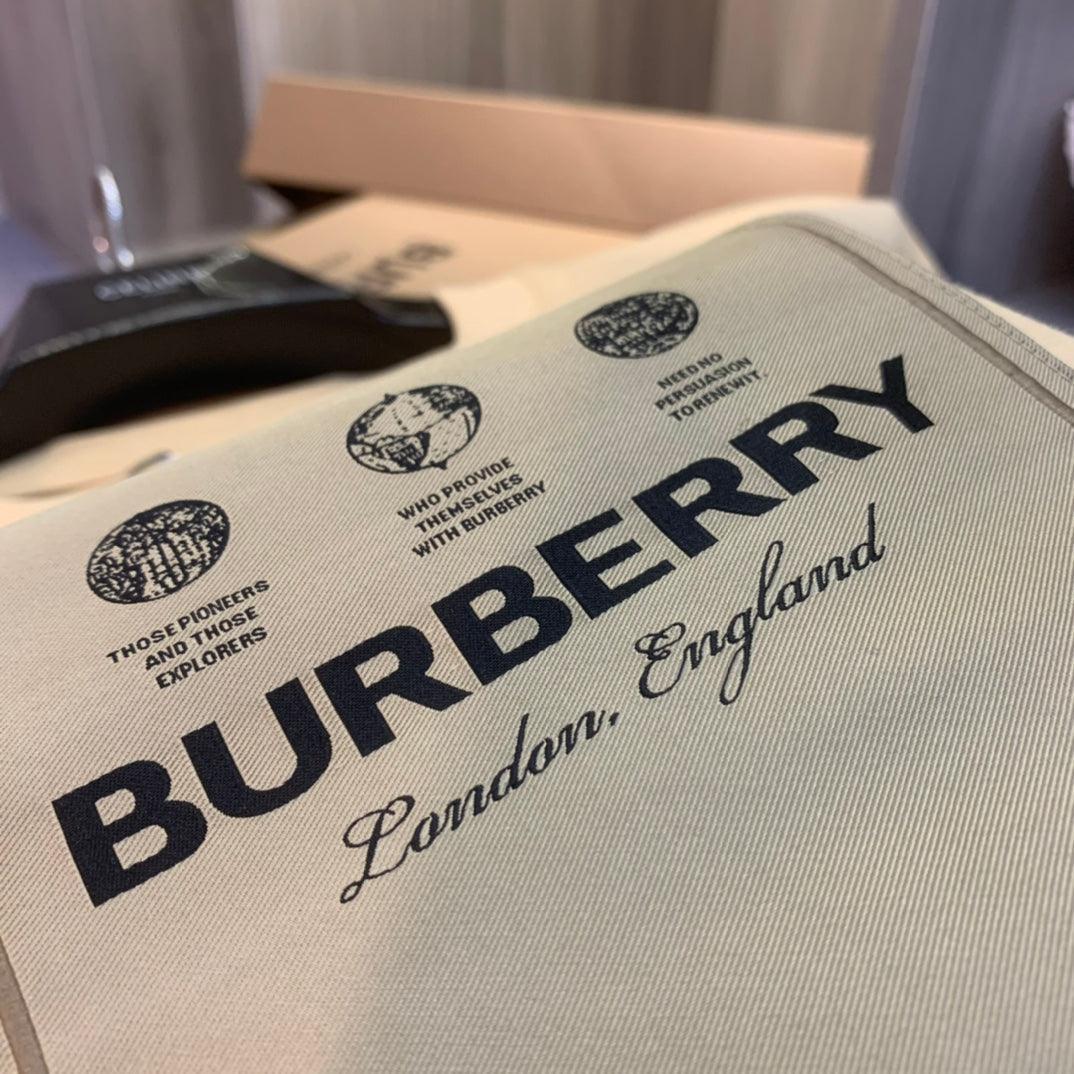 THOSE PIONEERS
AND THOSE
EXPLORERS
WHO PROVIDE
THEMSELVES
WITH BURBERRY
NEED NO
PERSUASION
TO RENEW IT.
BURBERRY
London, England